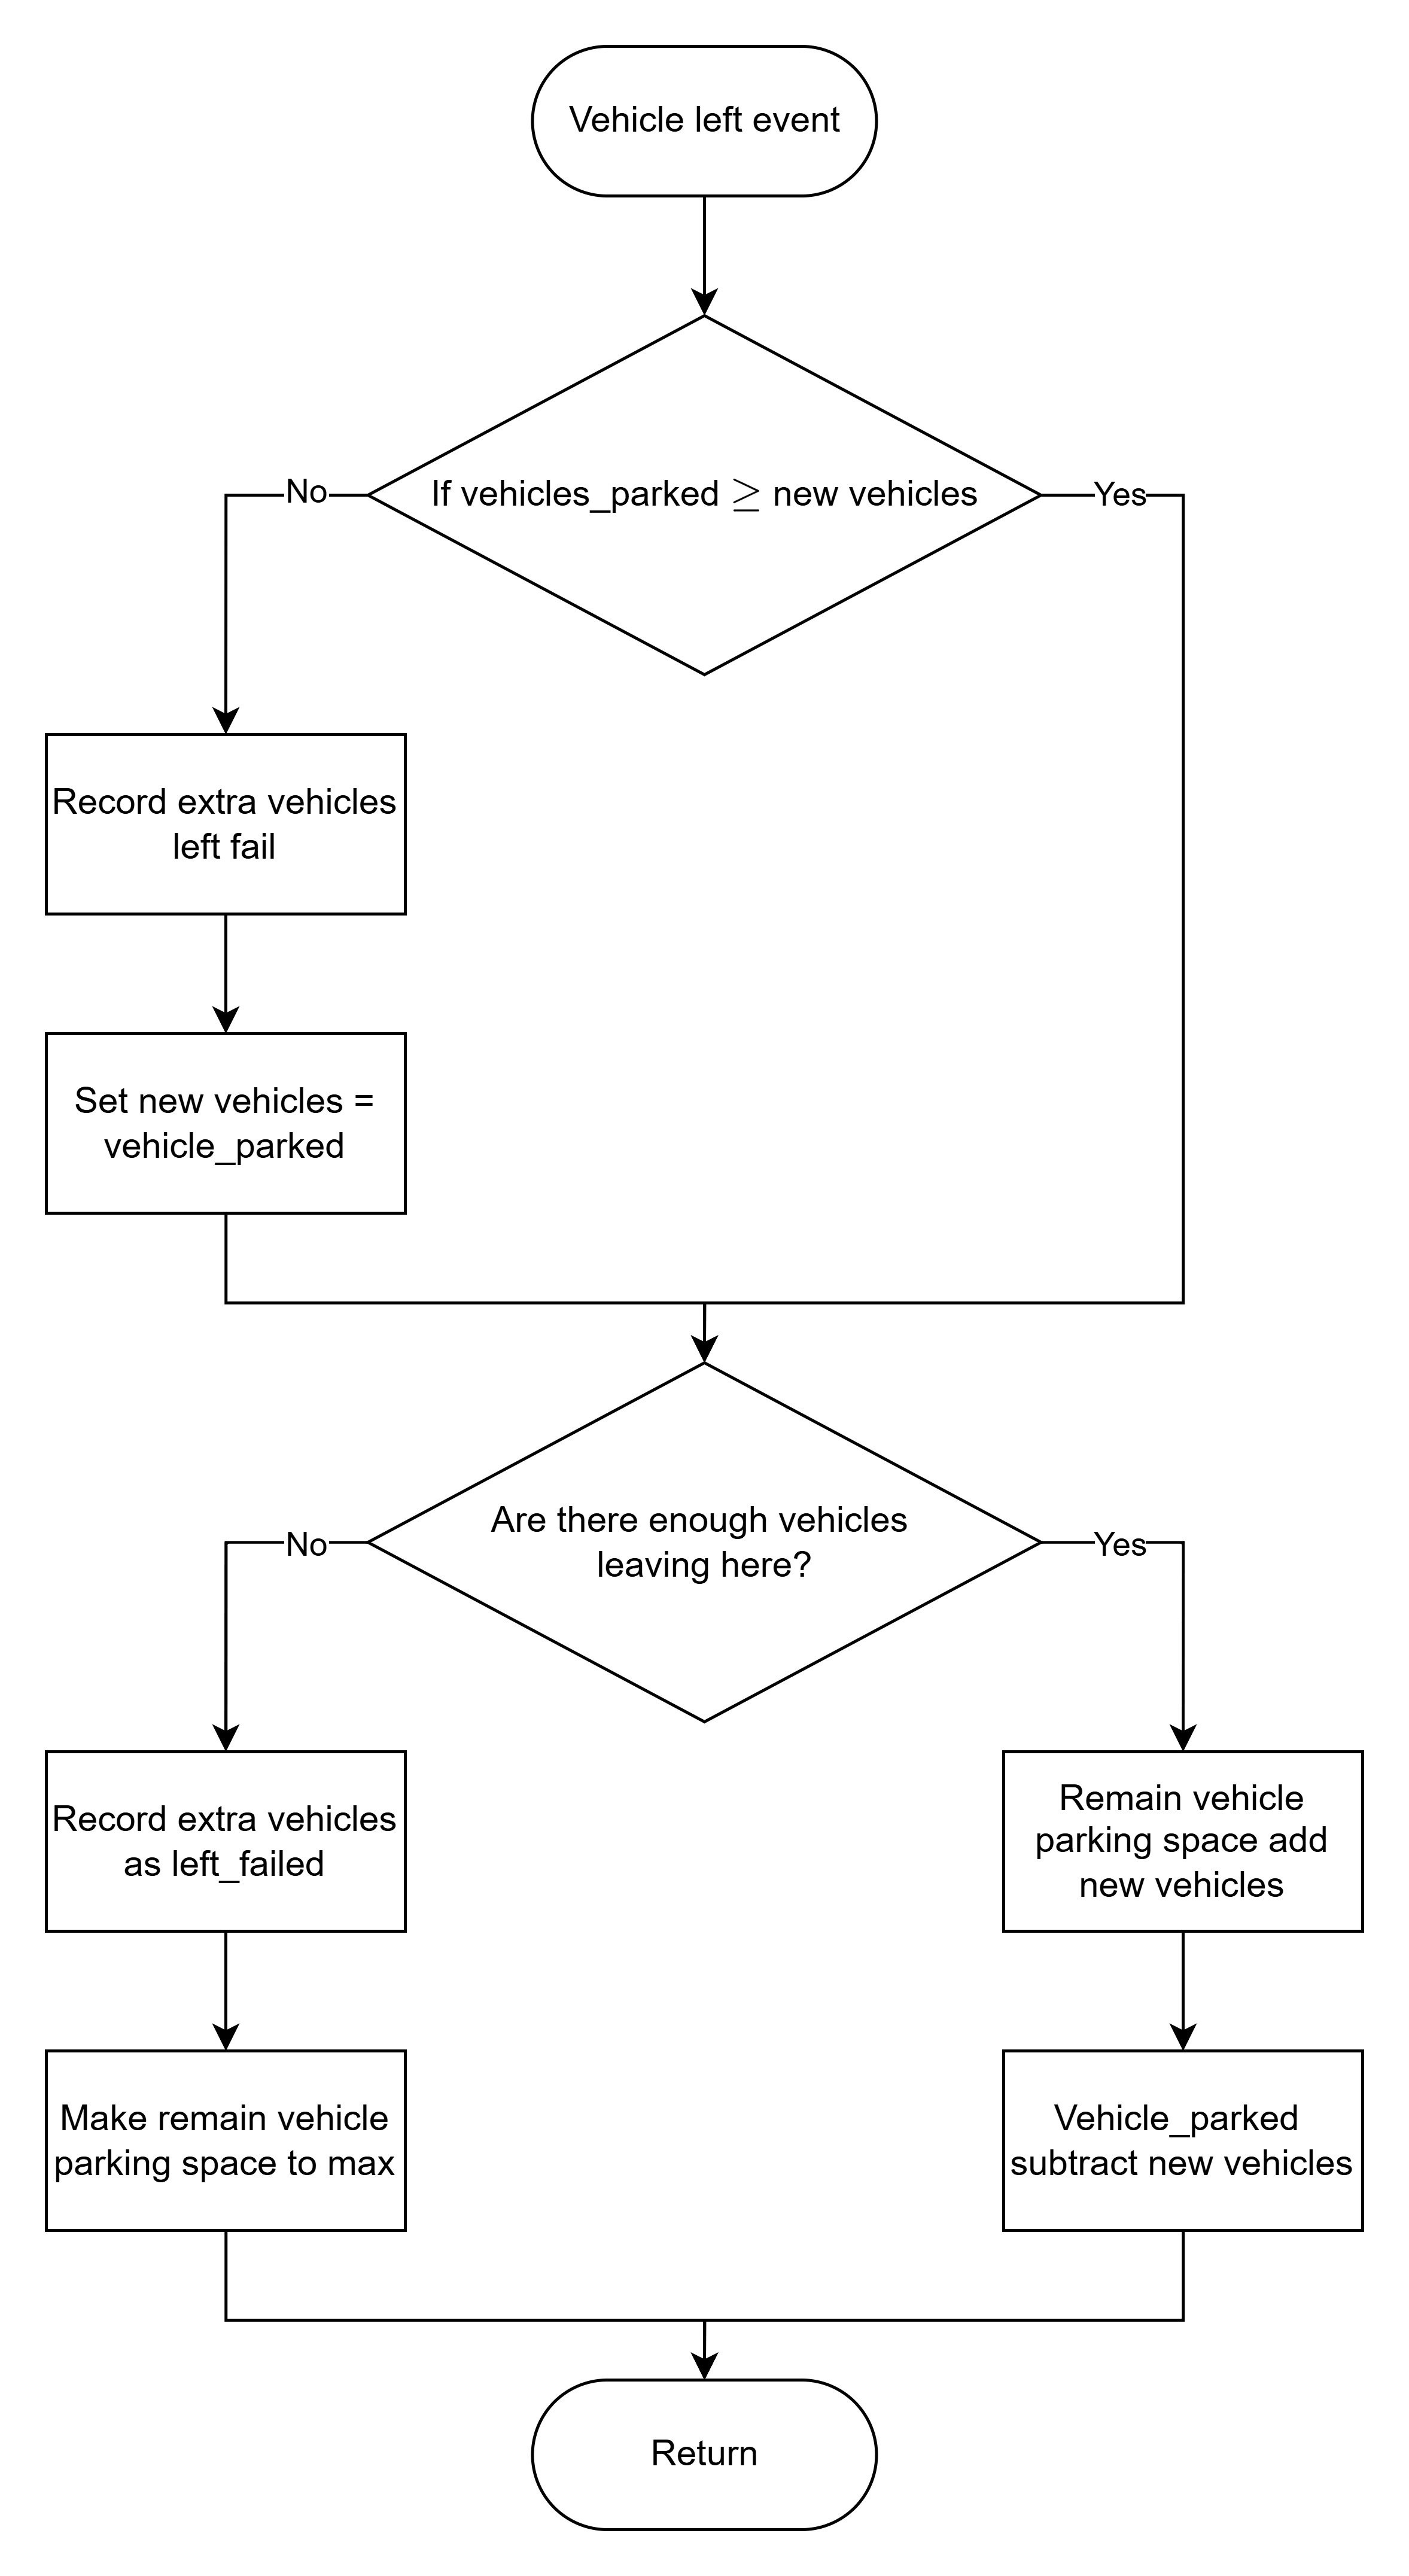 Vehicle left event
If vehicles_parked ≥ new vehicles
No
Yes
Record extra vehicles
left fail
Set new vehicles =
vehicle_parked
Are there enough vehicles
leaving here?
No
Yes
Record extra vehicles
as left_failed
Remain vehicle
parking space add
new vehicles
Make remain vehicle
parking space to max
Vehicle_parked
subtract new vehicles
Return